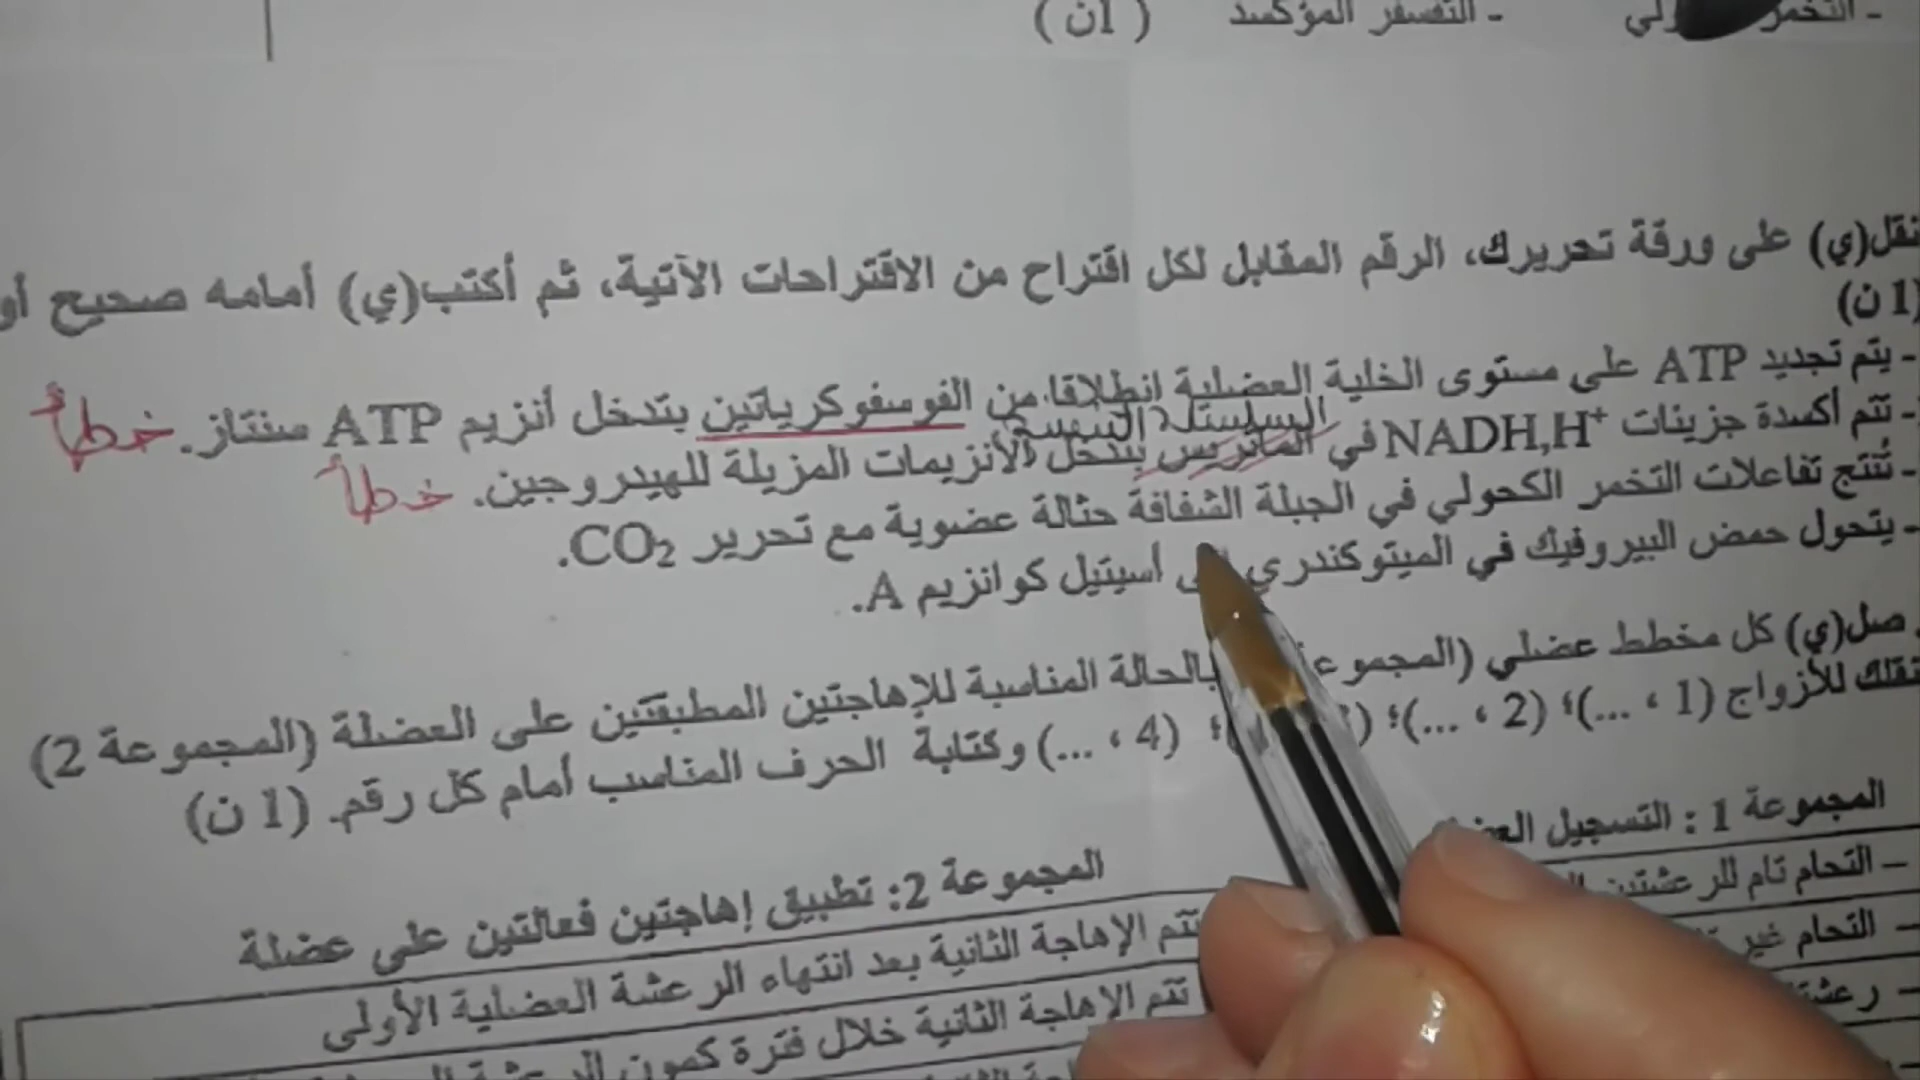 - التفسفر المؤكسد (1ن)
نقل(ي) على ورقة تحريرك، الرقم المقابل لكل اقتراح من الاقتراحات الآتية، ثم أكتب(ي) أمامه صحيح أو
(1 ن)
- يتم تجديد ATP على مستوى الخلية العضلية انطلاقا من الفوسفوكرياتين بتدخل أنزيم ATP سنتاز. خطأ
السلسلة
- تتم أكسدة جزيئات NADH,H⁺ في الماتريس بتدخل الأنزيمات المزيلة للهيدروجين. خطأ
- تُنتج تفاعلات التخمر الكحولي في الجبلة الشفافة حثالة عضوية مع تحرير CO₂.
- يتحول حمض البيروفيك في الميتوكندري أسيتيل كوانزيم A.
صل(ي) كل مخطط عضلي (المجموعة بالحالة المناسبة للإهاجتين المطبقتين على العضلة (المجموعة 2)
للأزواج (1 ، ...)؛ (2 ، ...)؛ (4 ، ...) وكتابة الحرف المناسب أمام كل رقم. (1 ن)
المجموعة 1 : التسجيل
المجموعة 2: تطبيق إهاجتين فعالتين على عضلة
– التحام تام للرعشتين
تتم الإهاجة الثانية بعد انتهاء الرعشة العضلية الأولى
– التحام غير
تتم الإهاجة الثانية خلال فترة كمون الرعشة